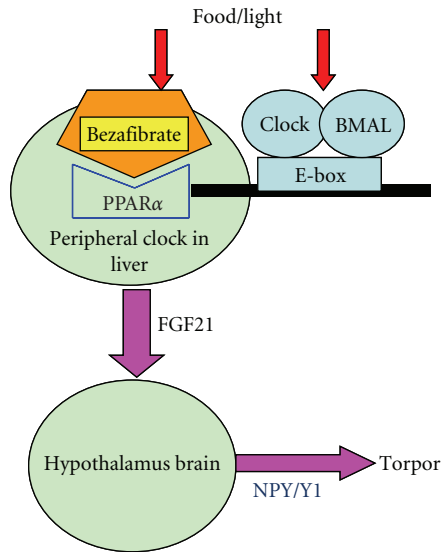 Food/light
Bezafibrate
Clock
BMAL
E-box
PPARα
Peripheral clock in
liver
FGF21
Hypothalamus brain
Torpor
NPY/Y1